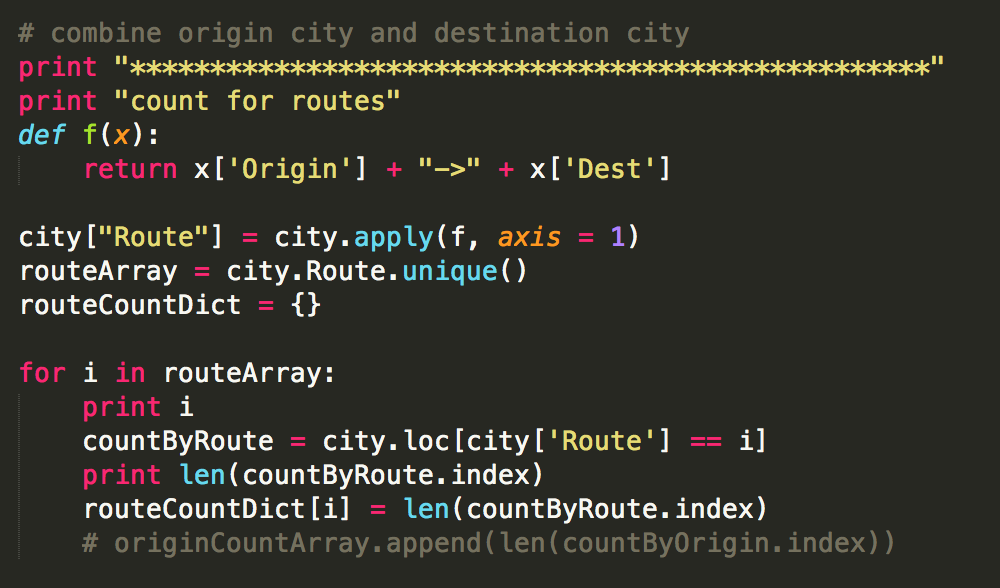 # combine origin city and destination city
print "**************************************************"
print "count for routes"
def f(x):
    return x['Origin'] + "->" + x['Dest']

city["Route"] = city.apply(f, axis = 1)
routeArray = city.Route.unique()
routeCountDict = {}

for i in routeArray:
    print i
    countByRoute = city.loc[city['Route'] == i]
    print len(countByRoute.index)
    routeCountDict[i] = len(countByRoute.index)
    # originCountArray.append(len(countByOrigin.index))